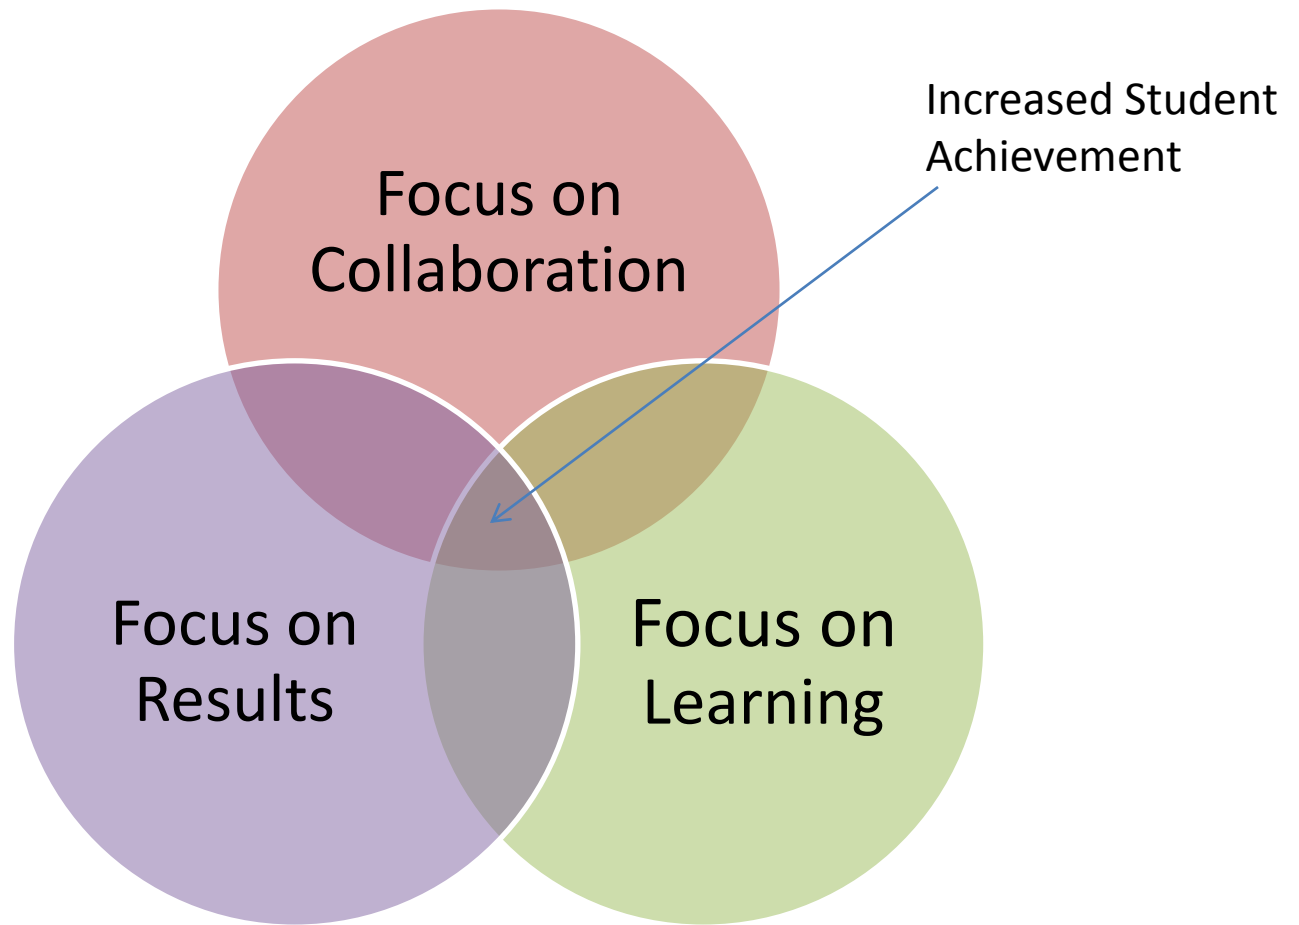 Increased Student
Achievement
Focus on
Collaboration
Focus on
Results
Focus on
Learning